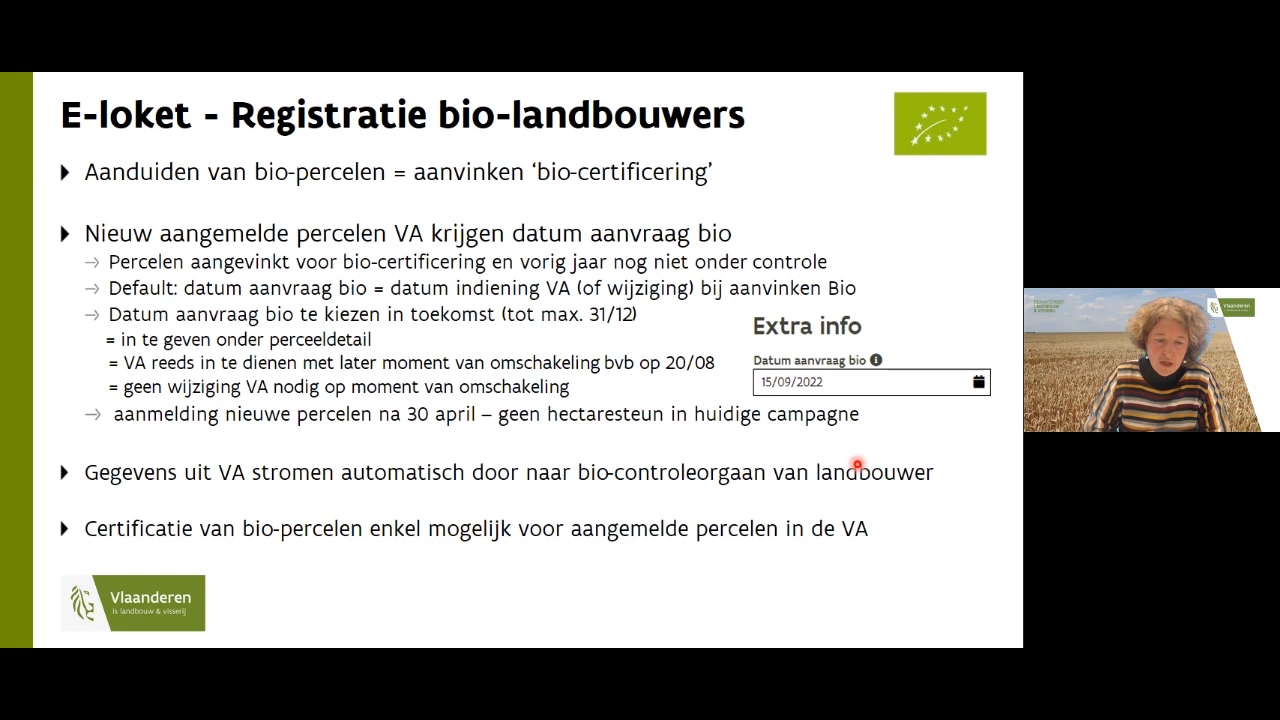 E-loket - Registratie bio-landbouwers
Aanduiden van bio-percelen = aanvinken ‘bio-certificering’
Nieuw aangemelde percelen VA krijgen datum aanvraag bio
→ Percelen aangevinkt voor bio-certificering en vorig jaar nog niet onder controle
→ Default: datum aanvraag bio = datum indiening VA (of wijziging) bij aanvinken Bio
→ Datum aanvraag bio te kiezen in toekomst (tot max. 31/12)
= in te geven onder perceeldetail
= VA reeds in te dienen met later moment van omschakeling bvb op 20/08
= geen wijziging VA nodig op moment van omschakeling
→ aanmelding nieuwe percelen na 30 april – geen hectaresteun in huidige campagne
Extra info
Datum aanvraag bio
15/09/2022
Gegevens uit VA stromen automatisch door naar bio-controleorgaan van landbouwer
Certificatie van bio-percelen enkel mogelijk voor aangemelde percelen in de VA
Vlaanderen
is landbouw & visserij
DEPARTEMENT
LANDBOUW
& VISSERIJ
Vlaanderen